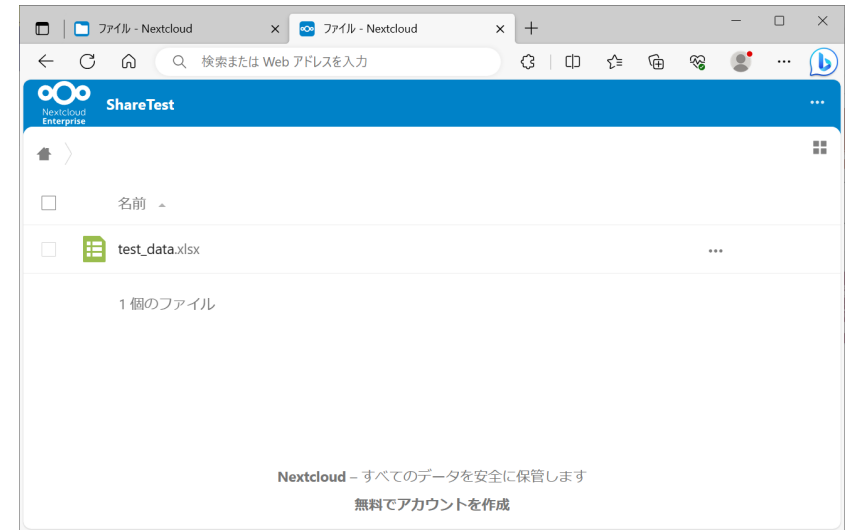 ファイル - Nextcloud
ファイル - Nextcloud
検索または Web アドレスを入力
Nextcloud
Enterprise
ShareTest
名前
test_data.xlsx
1 個のファイル
Nextcloud – すべてのデータを安全に保管します
無料でアカウントを作成